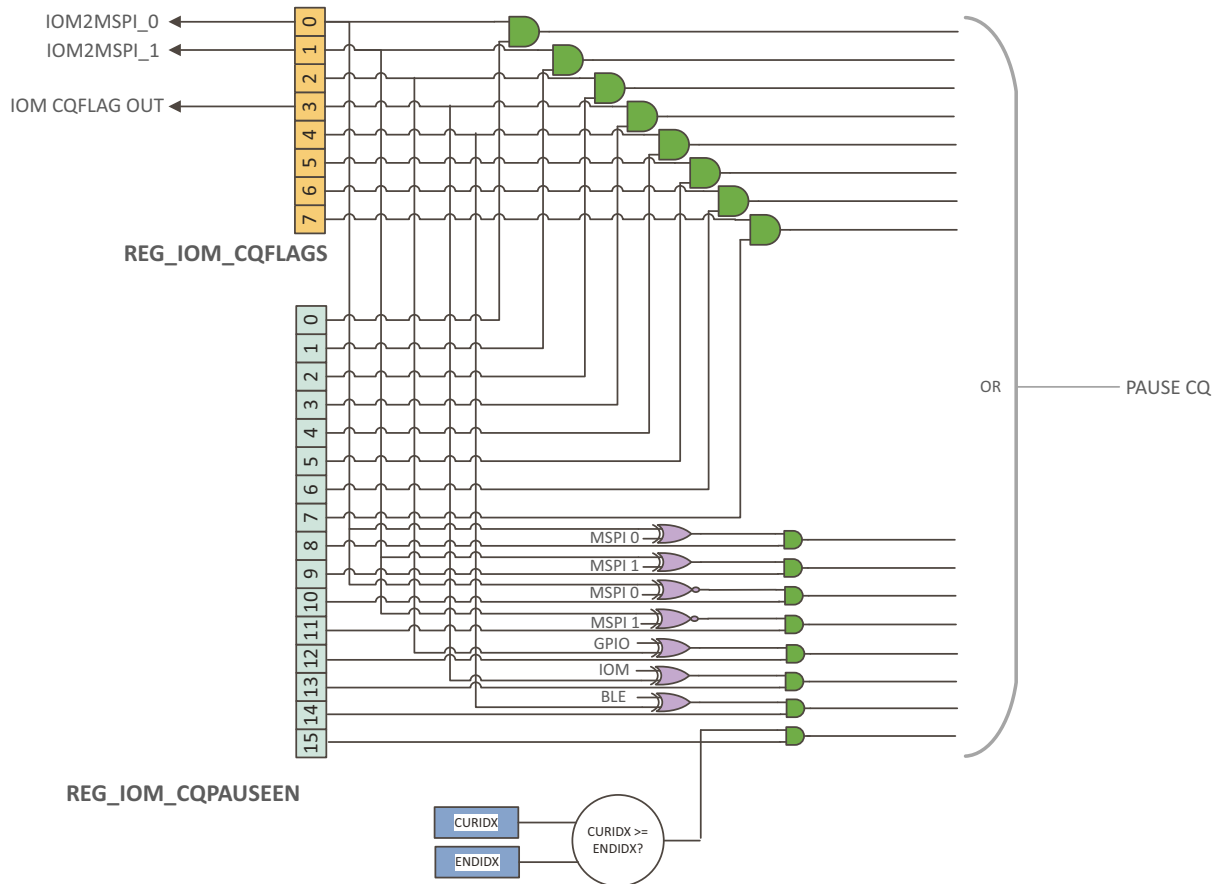 IOM2MSPI_0
IOM2MSPI_1
IOM CQFLAG OUT
0
1
2
3
4
5
6
7
REG_IOM_CQFLAGS
0
1
2
3
4
5
6
7
8
9
10
11
12
13
14
15
MSPI 0
MSPI 1
MSPI 0
MSPI 1
GPIO
IOM
BLE
OR
PAUSE CQ
REG_IOM_CQPAUSEEN
CURIDX
ENDIDX
CURIDX >=
ENDIDX?